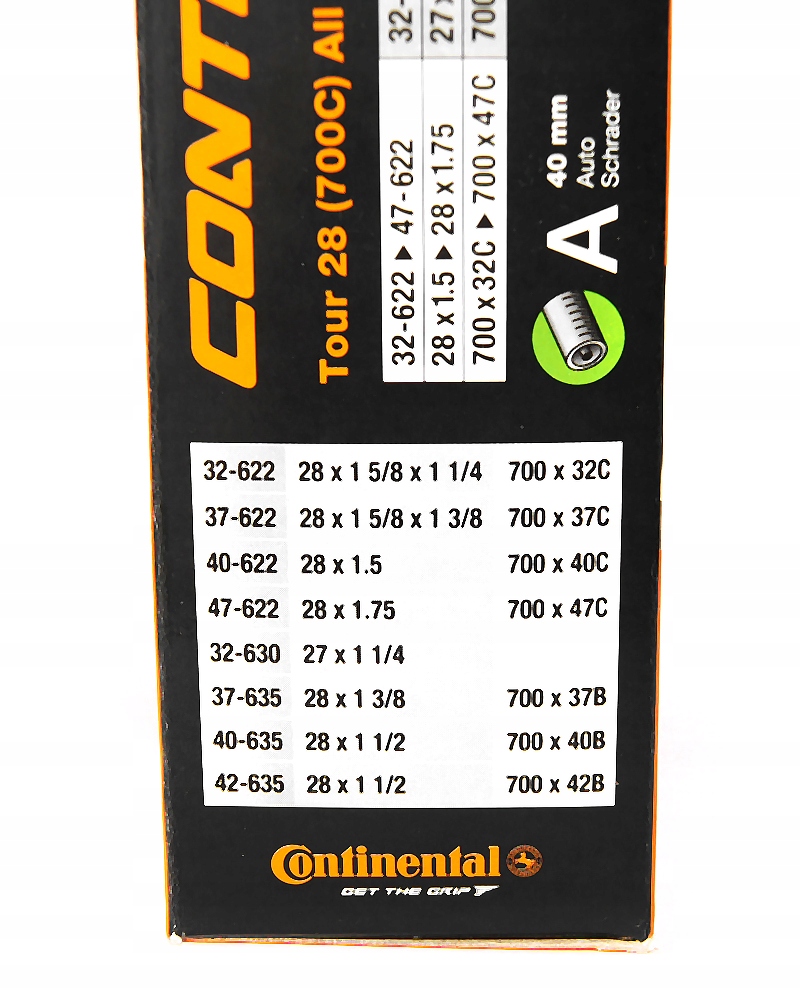 CONTI
Tour 28 (700C) All
32-622 ▶ 47-622 32-
28 x 1.5 ▶ 28 x 1.75 27x
700 x 32C ▶ 700 x 47C 700
A
40 mm
Auto
Schrader
32-622 28 x 1 5/8 x 1 1/4 700 x 32C
37-622 28 x 1 5/8 x 1 3/8 700 x 37C
40-622 28 x 1.5 700 x 40C
47-622 28 x 1.75 700 x 47C
32-630 27 x 1 1/4
37-635 28 x 1 3/8 700 x 37B
40-635 28 x 1 1/2 700 x 40B
42-635 28 x 1 1/2 700 x 42B
Continental
GET THE GRIP